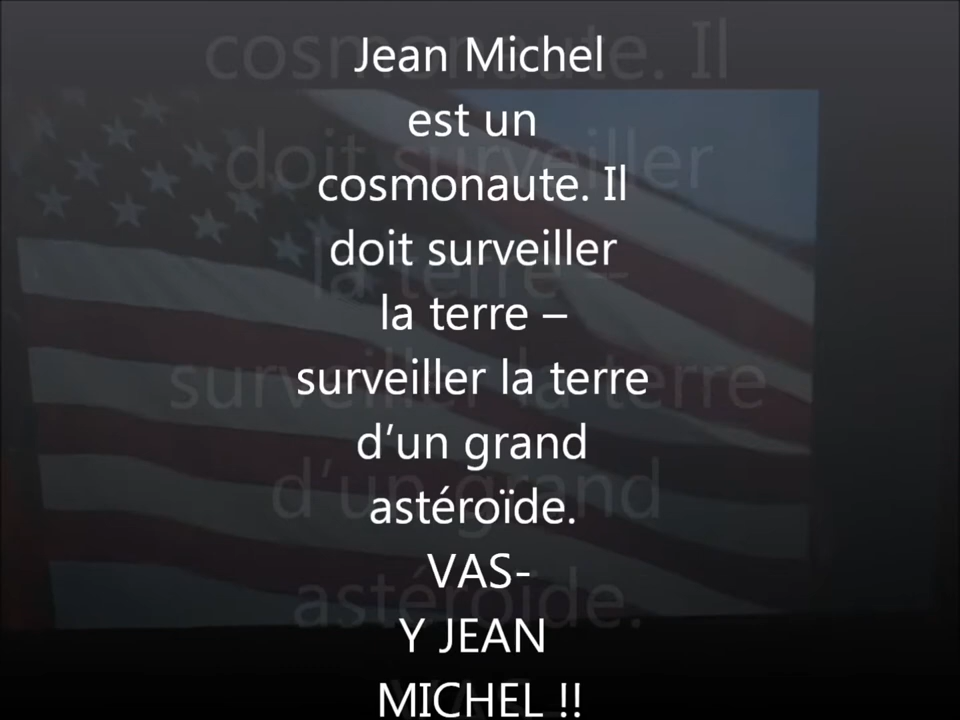 Jean Michel
est un
cosmonaute. Il
doit surveiller
la terre –
surveiller la terre
d’un grand
astéroïde.
VAS-
Y JEAN
MICHEL !!